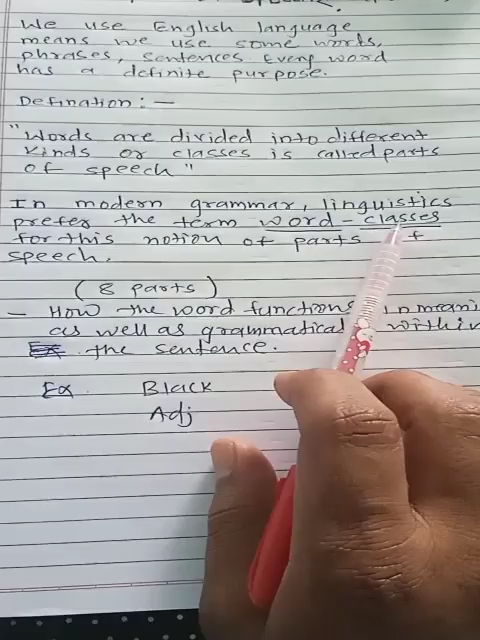 We use English language
means we use some words,
phrases, sentences Every word
has a definite purpose.
Defination : —
"Words are divided into different
kinds or classes is called parts
of speech"
In modern grammar, linguistics
prefer the term word - classes
for this notion of parts
speech.
( 8 parts )
- How the word functions in meani
as well as grammatical within
the sentence.
Ex. Black
Adj